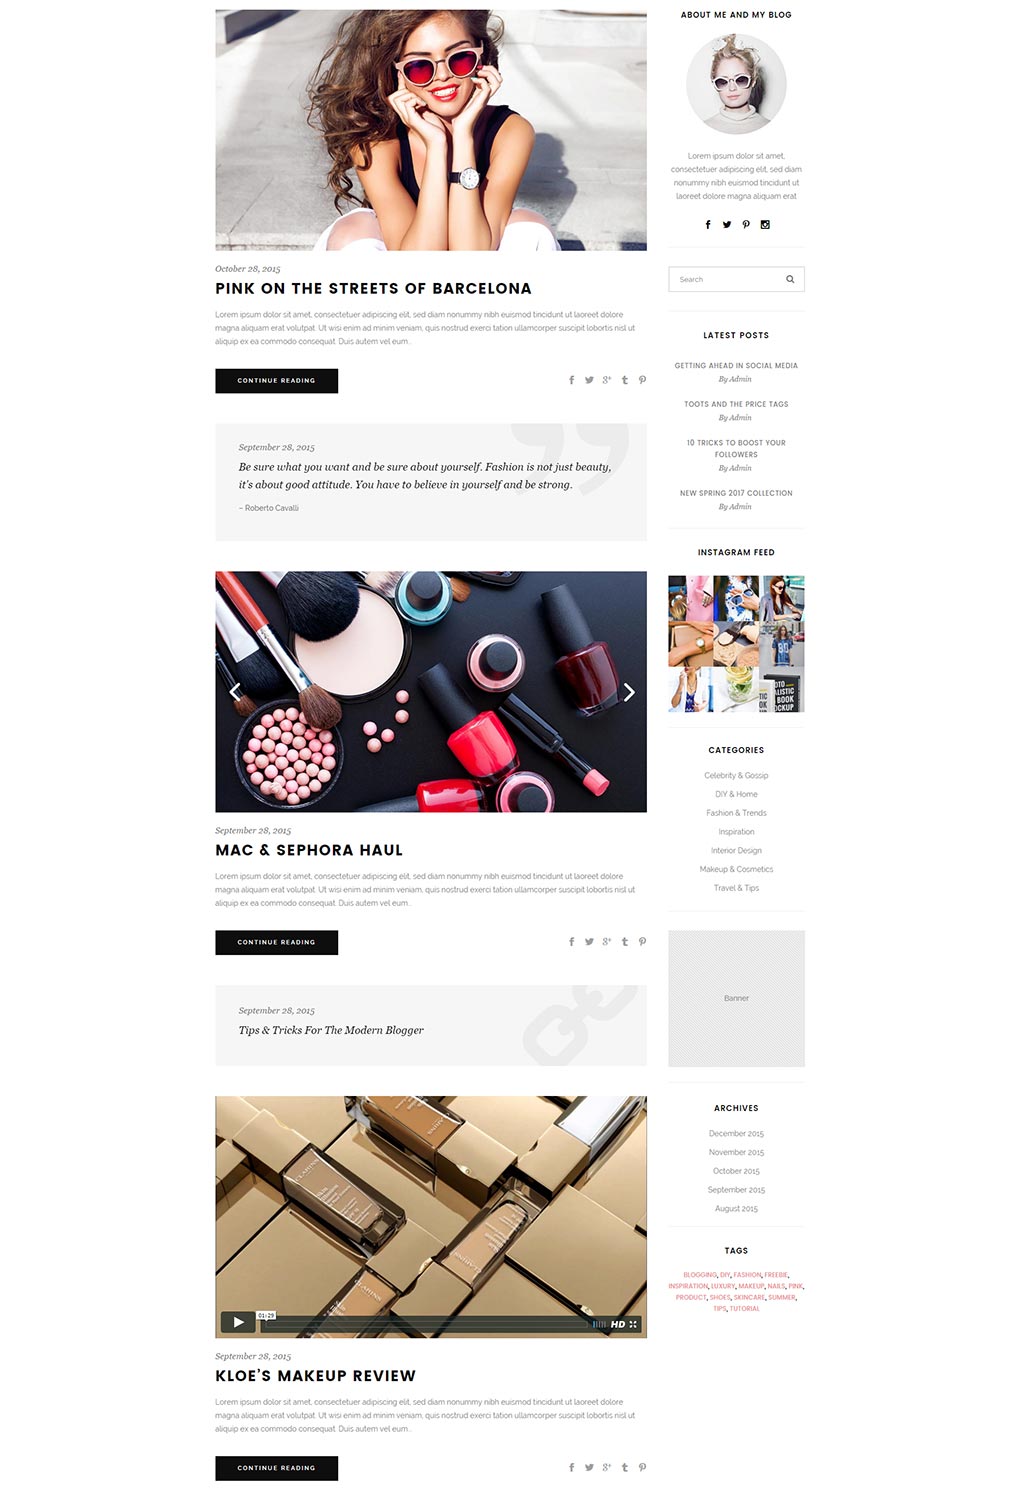 October 28, 2015
PINK ON THE STREETS OF BARCELONA
Lorem ipsum dolor sit amet, consectetuer adipiscing elit, sed diam nonummy nibh euismod tincidunt ut laoreet dolore
magna aliquam erat volutpat. Ut wisi enim ad minim veniam, quis nostrud exerci tation ullamcorper suscipit lobortis nisl ut
aliquip ex ea commodo consequat. Duis autem vel eum...
CONTINUE READING
September 28, 2015
Be sure what you want and be sure about yourself. Fashion is not just beauty,
it's about good attitude. You have to believe in yourself and be strong.
– Roberto Cavalli
September 28, 2015
MAC & SEPHORA HAUL
Lorem ipsum dolor sit amet, consectetuer adipiscing elit, sed diam nonummy nibh euismod tincidunt ut laoreet dolore
magna aliquam erat volutpat. Ut wisi enim ad minim veniam, quis nostrud exerci tation ullamcorper suscipit lobortis nisl ut
aliquip ex ea commodo consequat. Duis autem vel eum...
CONTINUE READING
September 28, 2015
Tips & Tricks For The Modern Blogger
CLARINS
01:29
HD
September 28, 2015
KLOE'S MAKEUP REVIEW
Lorem ipsum dolor sit amet, consectetuer adipiscing elit, sed diam nonummy nibh euismod tincidunt ut laoreet dolore
magna aliquam erat volutpat. Ut wisi enim ad minim veniam, quis nostrud exerci tation ullamcorper suscipit lobortis nisl ut
aliquip ex ea commodo consequat. Duis autem vel eum...
CONTINUE READING
ABOUT ME AND MY BLOG
Lorem ipsum dolor sit amet,
consectetuer adipiscing elit, sed diam
nonummy nibh euismod tincidunt ut
laoreet dolore magna aliquam erat
Search
LATEST POSTS
GETTING AHEAD IN SOCIAL MEDIA
By Admin
TOOTS AND THE PRICE TAGS
By Admin
10 TRICKS TO BOOST YOUR
FOLLOWERS
By Admin
NEW SPRING 2017 COLLECTION
By Admin
INSTAGRAM FEED
80
OTO
ALISTIC
BOOK
OCKUP
CATEGORIES
Celebrity & Gossip
DIY & Home
Fashion & Trends
Inspiration
Interior Design
Makeup & Cosmetics
Travel & Tips
Banner
ARCHIVES
December 2015
November 2015
October 2015
September 2015
August 2015
TAGS
BLOGGING, DIY, FASHION, FREEBIE,
INSPIRATION, LUXURY, MAKEUP, NAILS, PINK,
PRODUCT, SHOES, SKINCARE, SUMMER,
TIPS, TUTORIAL